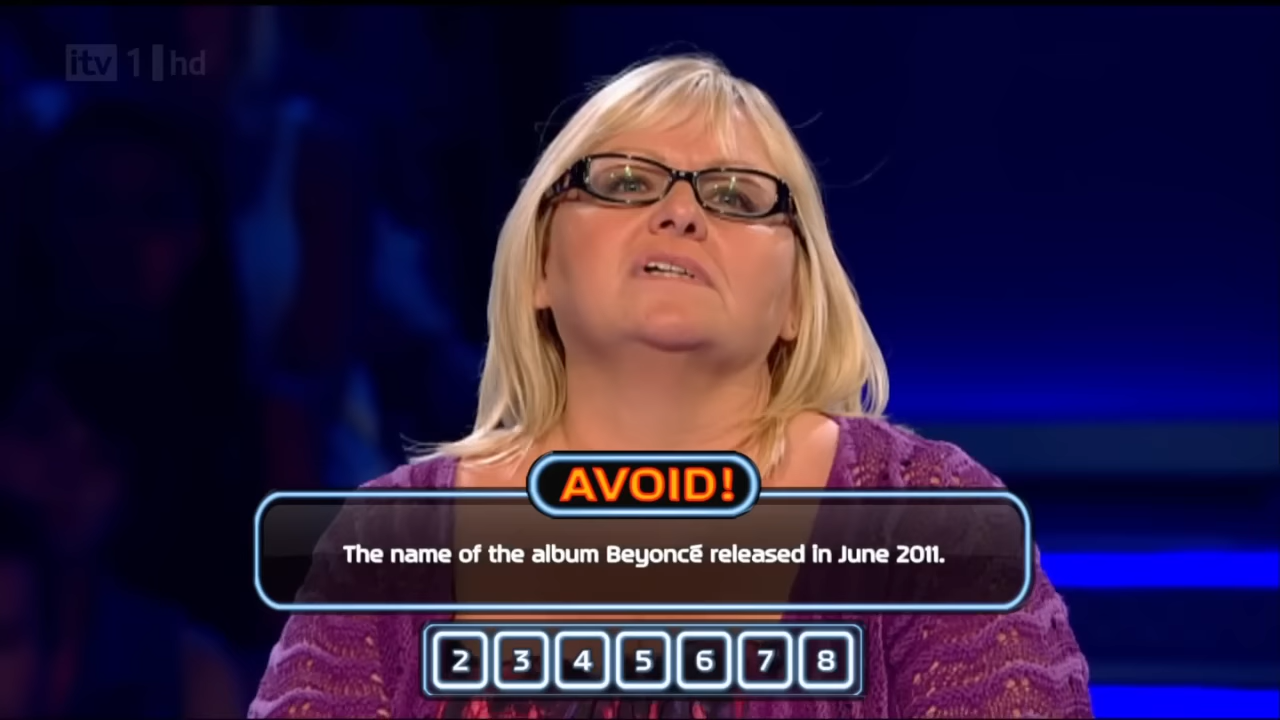 itv 1 hd
AVOID!
The name of the album Beyoncé released in June 2011.
2 3 4 5 6 7 8